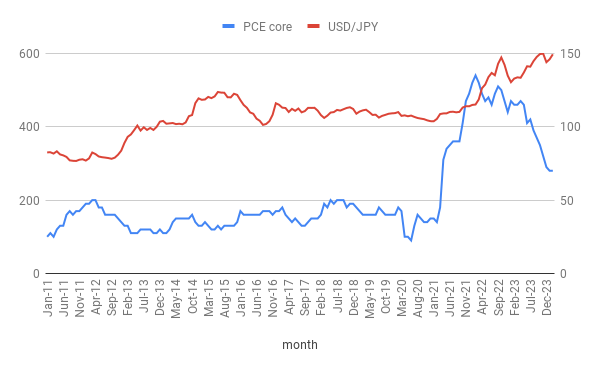 PCE core USD/JPY
600 150
400 100
200 50
0 0
Jan-11 Jun-11 Nov-11 Apr-12 Sep-12 Feb-13 Jul-13 Dec-13 May-14 Oct-14 Mar-15 Aug-15 Jan-16 Jun-16 Nov-16 Apr-17 Sep-17 Feb-18 Jul-18 Dec-18 May-19 Oct-19 Mar-20 Aug-20 Jan-21 Jun-21 Nov-21 Apr-22 Sep-22 Feb-23 Jul-23 Dec-23
month